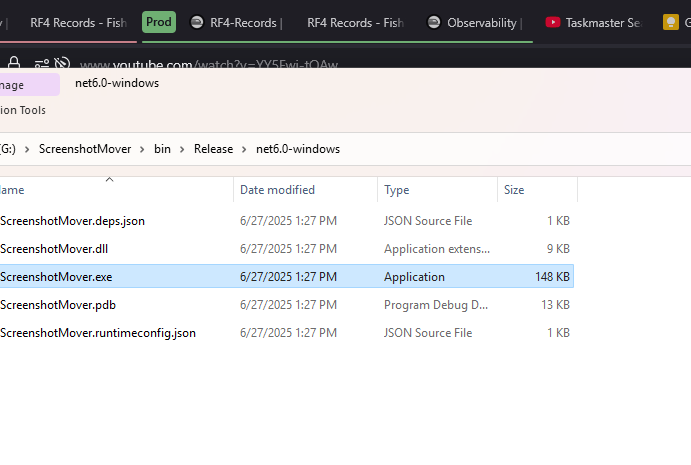 RF4 Records - Fish Prod RF4-Records | RF4 Records - Fish Observability | Taskmaster Se
www.youtube.com/watch?v=
nage net6.0-windows
ion Tools
(G:) > ScreenshotMover > bin > Release > net6.0-windows
ame Date modified Type Size
ScreenshotMover.deps.json 6/27/2025 1:27 PM JSON Source File 1 KB
ScreenshotMover.dll 6/27/2025 1:27 PM Application extens... 9 KB
ScreenshotMover.exe 6/27/2025 1:27 PM Application 148 KB
ScreenshotMover.pdb 6/27/2025 1:27 PM Program Debug D... 13 KB
ScreenshotMover.runtimeconfig.json 6/27/2025 1:27 PM JSON Source File 1 KB